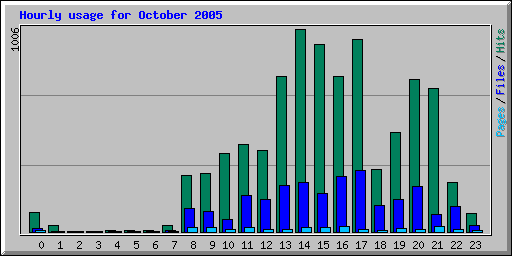 Hourly usage for October 2005
1006
Pages/Files/Hits
0 1 2 3 4 5 6 7 8 9 10 11 12 13 14 15 16 17 18 19 20 21 22 23